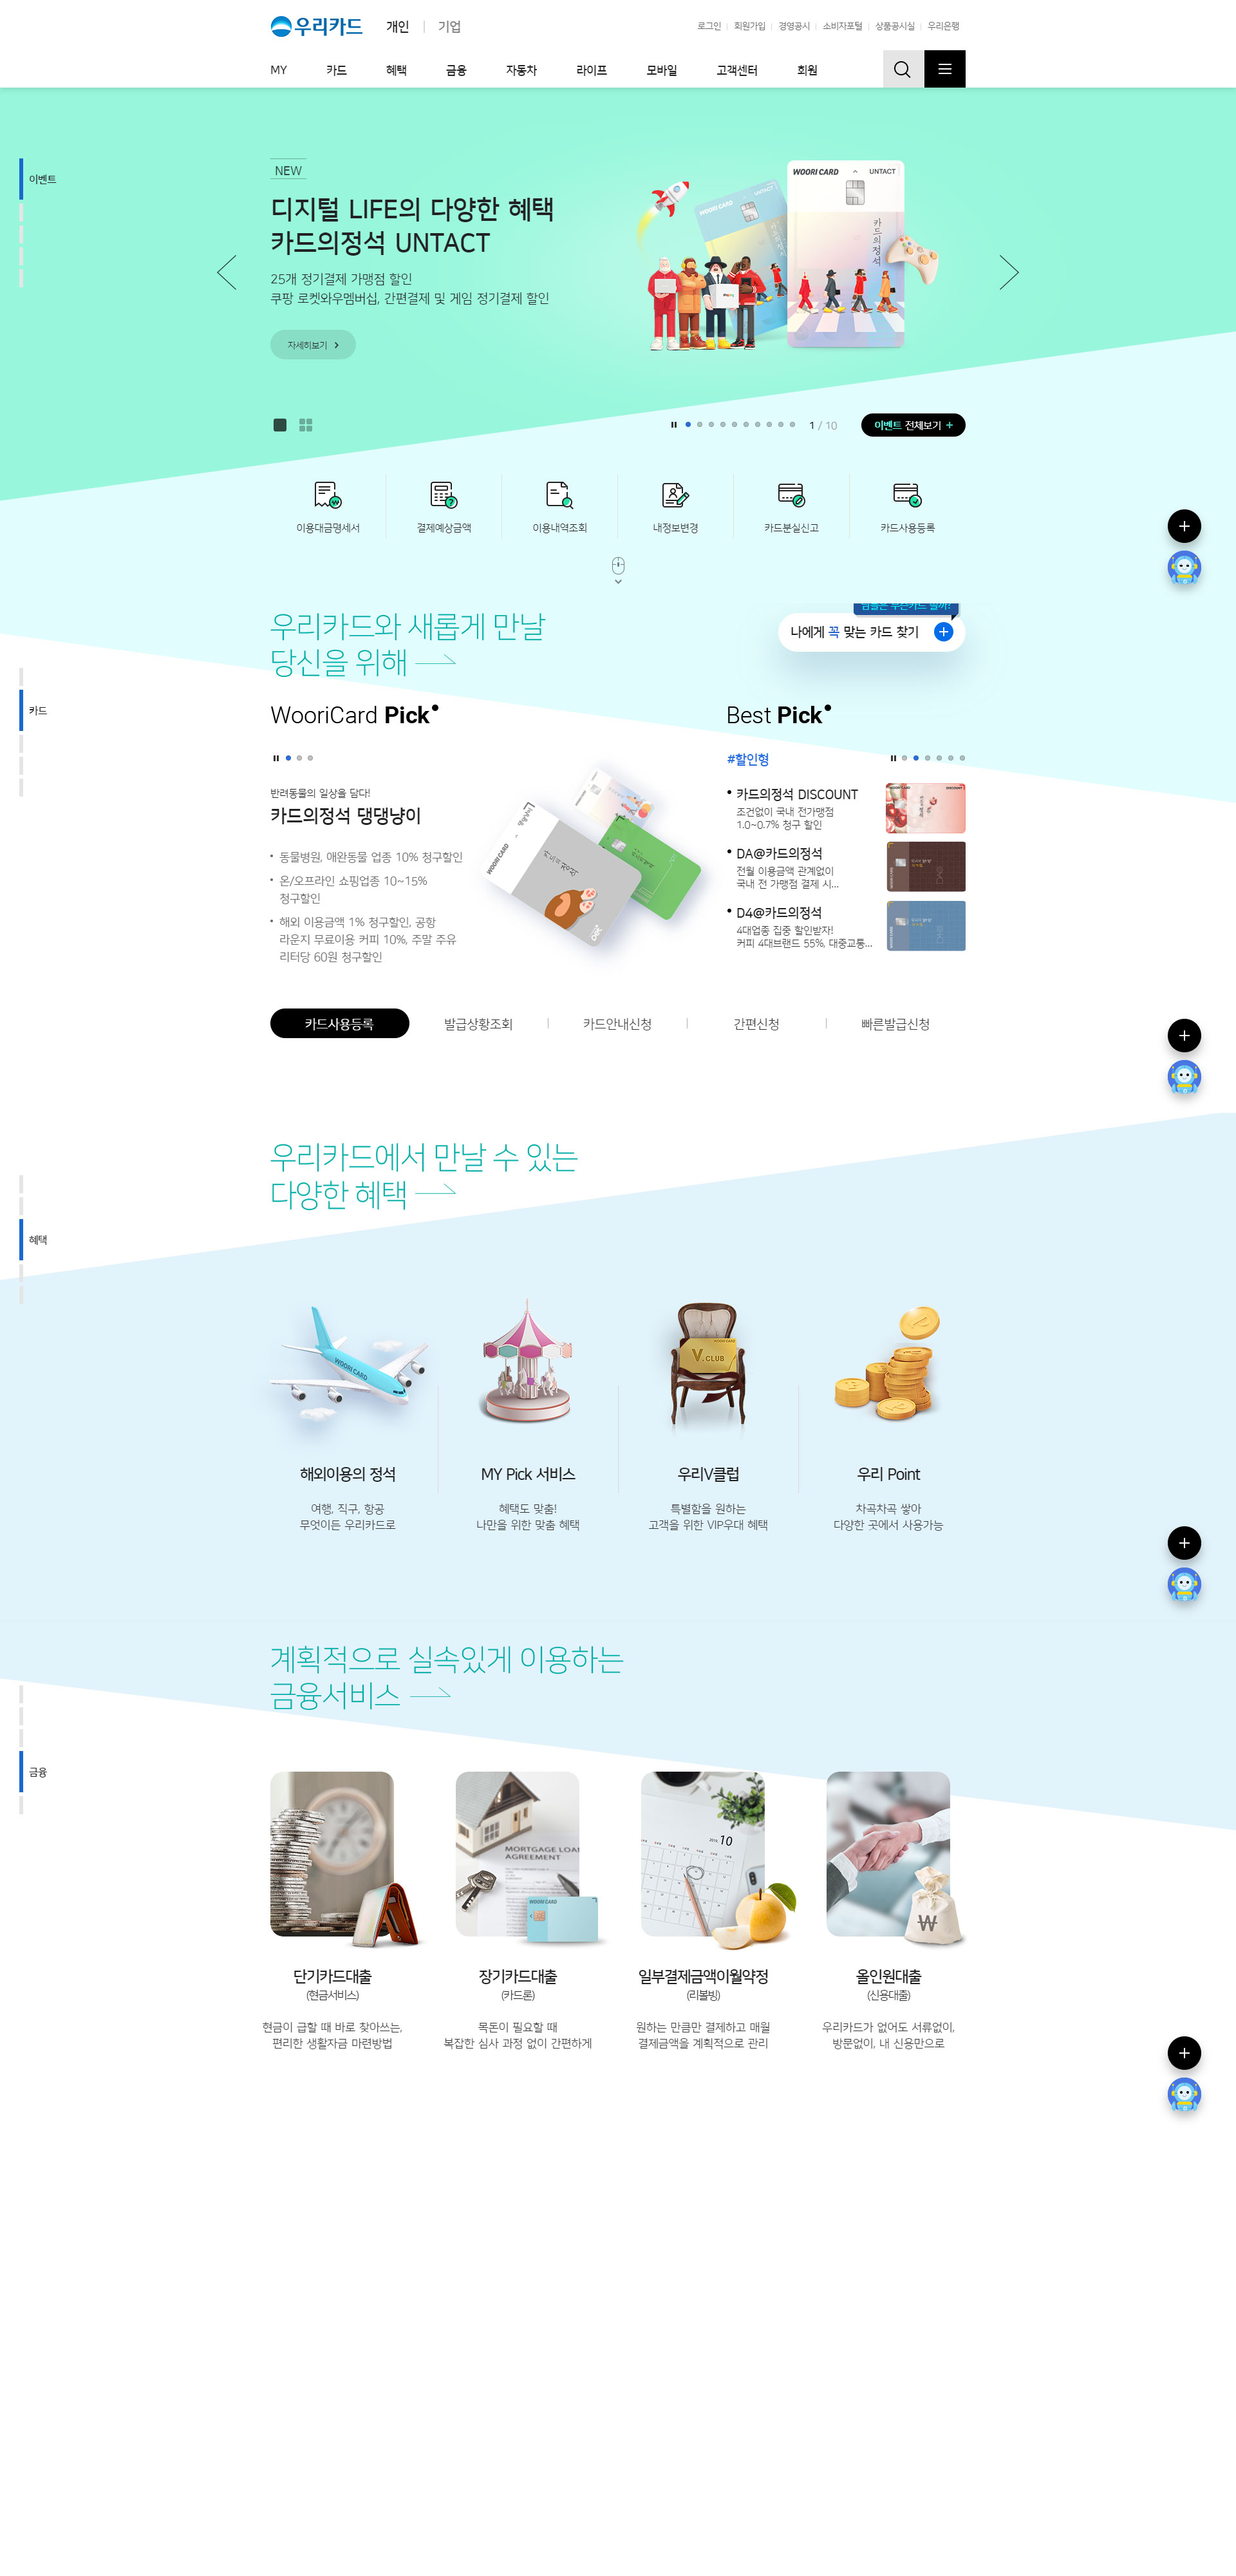 우리카드
개인
기업
로그인
회원가입
경영공시
소비자포털
상품공시실
우리은행
MY
카드
혜택
금융
자동차
라이프
모바일
고객센터
회원
이벤트
NEW
디지털 LIFE의 다양한 혜택
카드의정석 UNTACT
25개 정기결제 가맹점 할인
쿠팡 로켓와우멤버십, 간편결제 및 게임 정기결제 할인
자세히보기
WOORI CARD
UNTACT
WOORI CARD
UNTACT
카드의정석
1 / 10
이벤트 전체보기 +
이용대금명세서
결제예상금액
이용내역조회
내정보변경
카드분실신고
카드사용등록
우리카드와 새롭게 만날
당신을 위해
나에게 꼭 맞는 카드 찾기
카드
WooriCard Pick
Best Pick
#할인형
반려동물의 일상을 담다!
카드의정석 댕댕냥이
동물병원, 애완동물 업종 10% 청구할인
온/오프라인 쇼핑업종 10~15%
청구할인
해외 이용금액 1% 청구할인, 공항
라운지 무료이용 커피 10%, 주말 주유
리터당 60원 청구할인
WOORI CARD
카드의정석
카드의정석 DISCOUNT
조건없이 국내 전가맹점
1.0~0.7% 청구 할인
DA@카드의정석
전월 이용금액 관계없이
국내 전 가맹점 결제 시...
D4@카드의정석
4대업종 집중 할인받자!
커피 4대브랜드 55%, 대중교통...
카드사용등록
발급상황조회
카드안내신청
간편신청
빠른발급신청
우리카드에서 만날 수 있는
다양한 혜택
혜택
WOORI CARD
V.CLUB
해외이용의 정석
여행, 직구, 항공
무엇이든 우리카드로
MY Pick 서비스
혜택도 맞춤!
나만을 위한 맞춤 혜택
우리V클럽
특별함을 원하는
고객을 위한 VIP우대 혜택
우리 Point
차곡차곡 쌓아
다양한 곳에서 사용가능
계획적으로 실속있게 이용하는
금융서비스
금융
MORTGAGE LOAN
AGREEMENT
WOORI CARD
10
₩
단기카드대출
(현금서비스)
현금이 급할 때 바로 찾아쓰는,
편리한 생활자금 마련방법
장기카드대출
(카드론)
목돈이 필요할 때
복잡한 심사 과정 없이 간편하게
일부결제금액이월약정
(리볼빙)
원하는 만큼만 결제하고 매월
결제금액을 계획적으로 관리
올인원대출
(신용대출)
우리카드가 없어도 서류없이,
방문없이, 내 신용만으로